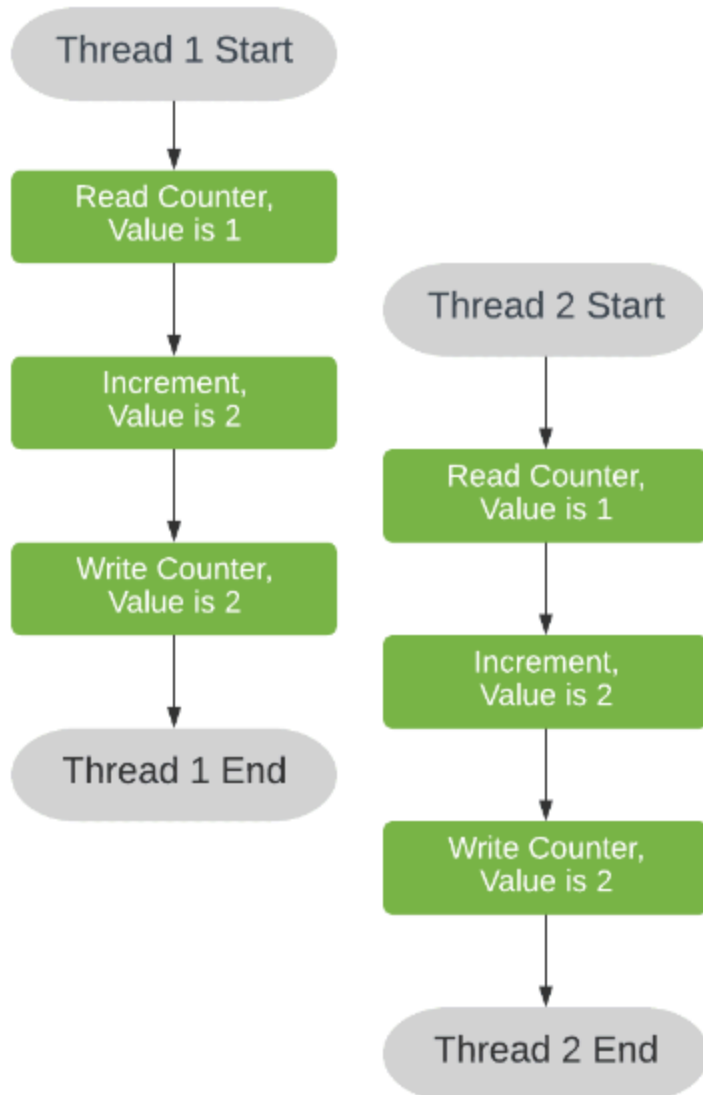 Thread 1 Start
Read Counter,
Value is 1
Increment,
Value is 2
Write Counter,
Value is 2
Thread 1 End
Thread 2 Start
Read Counter,
Value is 1
Increment,
Value is 2
Write Counter,
Value is 2
Thread 2 End